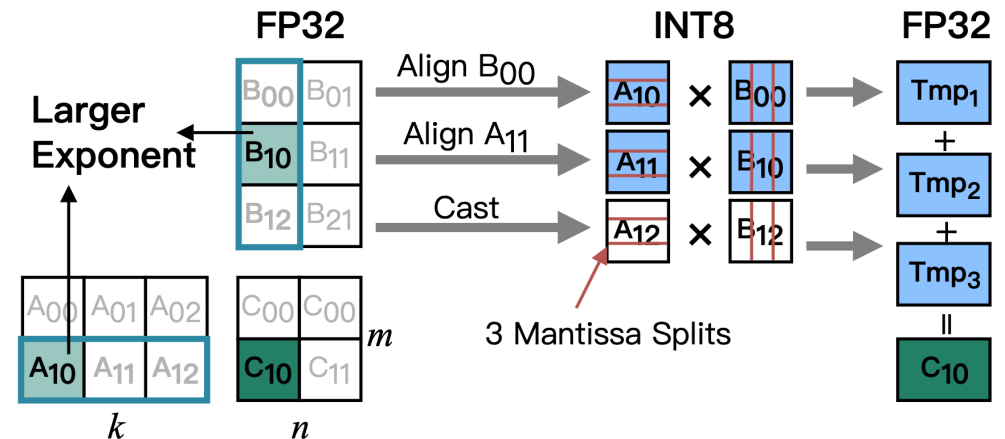 FP32 INT8 FP32
Larger
Exponent
B00 B01
B10 B11
B12 B21
Align B00
Align A11
Cast
A10 × B00
A11 × B10
A12 × B12
3 Mantissa Splits
Tmp1
+
Tmp2
+
Tmp3
=
C10
A00 A01 A02
A10 A11 A12
k
C00 C00
C10 C11
m
n